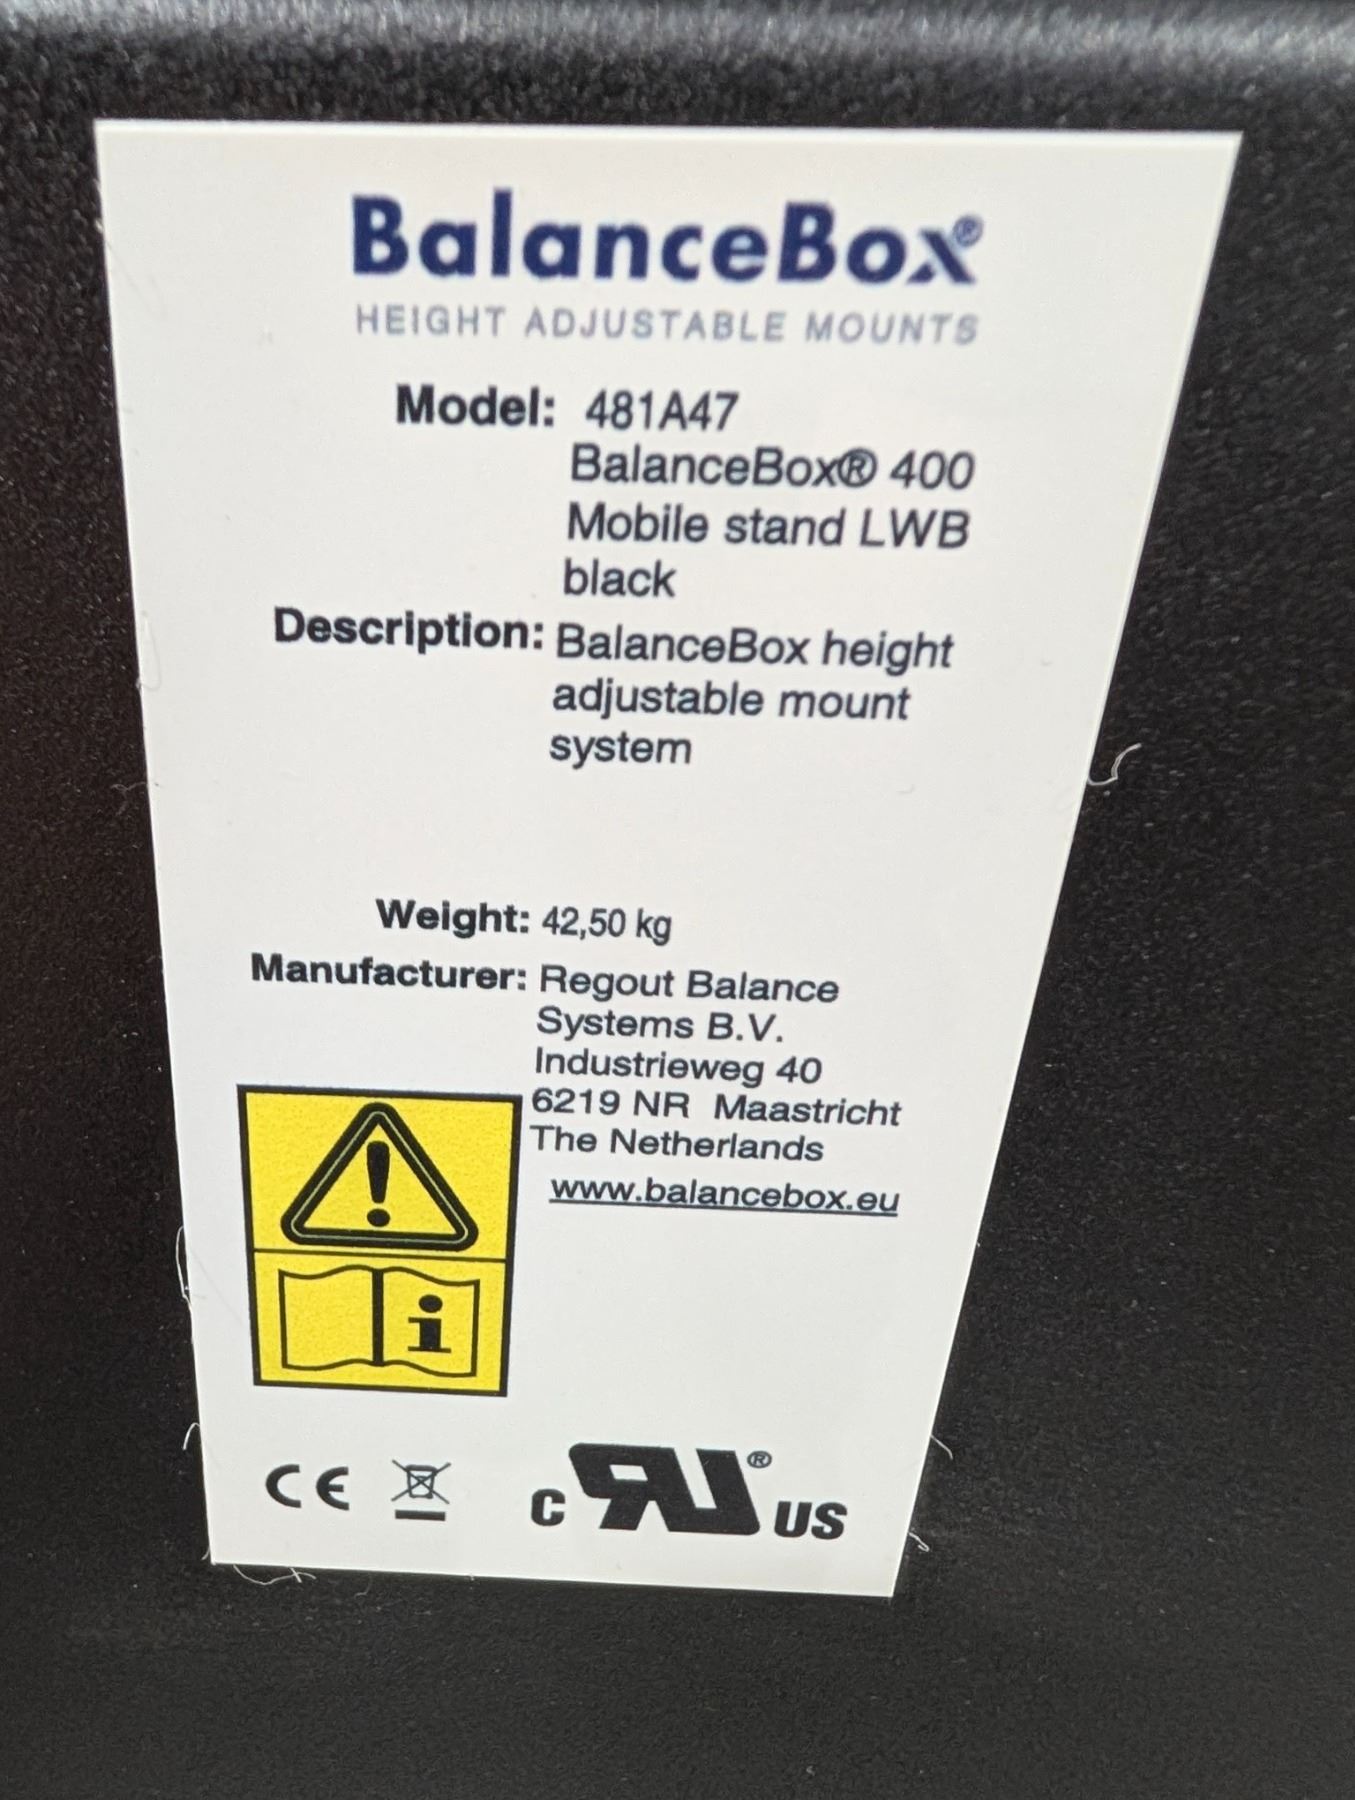 BalanceBox®
HEIGHT ADJUSTABLE MOUNTS
Model: 481A47
BalanceBox® 400
Mobile stand LWB
black
Description: BalanceBox height
adjustable mount
system
Weight: 42,50 kg
Manufacturer: Regout Balance
Systems B.V.
Industrieweg 40
6219 NR Maastricht
The Netherlands
www.balancebox.eu
i
CE
c RU® US